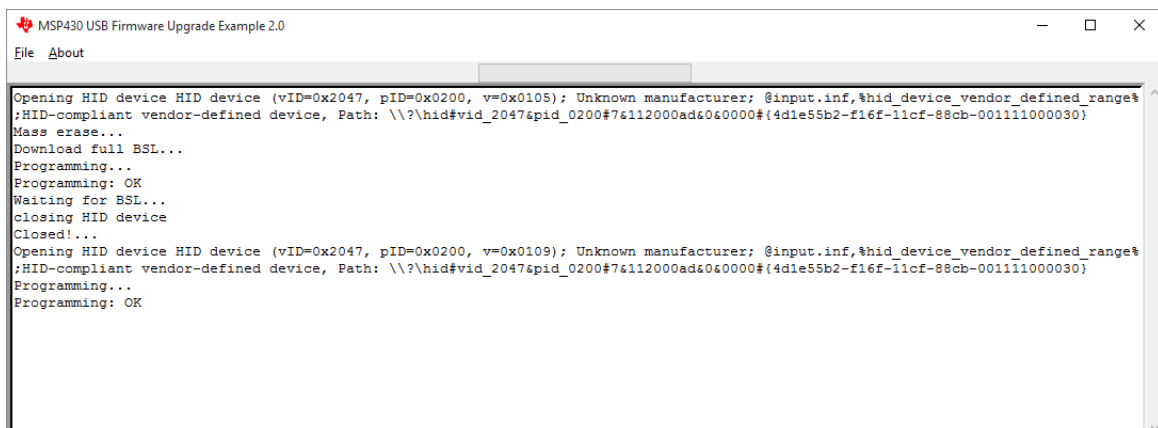 MSP430 USB Firmware Upgrade Example 2.0
File About
Opening HID device HID device (vID=0x2047, pID=0x0200, v=0x0105); Unknown manufacturer; @input.inf,%hid_device_vendor_defined_range%
;HID-compliant vendor-defined device, Path: \\?\hid#vid_2047&pid_0200#7&112000ad&0&0000#{4d1e55b2-f16f-11cf-88cb-001111000030}
Mass erase...
Download full BSL...
Programming...
Programming: OK
Waiting for BSL...
closing HID device
Closed!...
Opening HID device HID device (vID=0x2047, pID=0x0200, v=0x0109); Unknown manufacturer; @input.inf,%hid_device_vendor_defined_range%
;HID-compliant vendor-defined device, Path: \\?\hid#vid_2047&pid_0200#7&112000ad&0&0000#{4d1e55b2-f16f-11cf-88cb-001111000030}
Programming...
Programming: OK